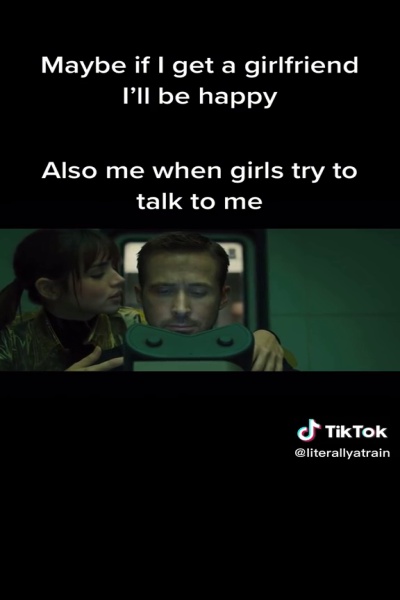 Maybe if I get a girlfriend
I'll be happy
Also me when girls try to
talk to me
TikTok
@literallyatrain